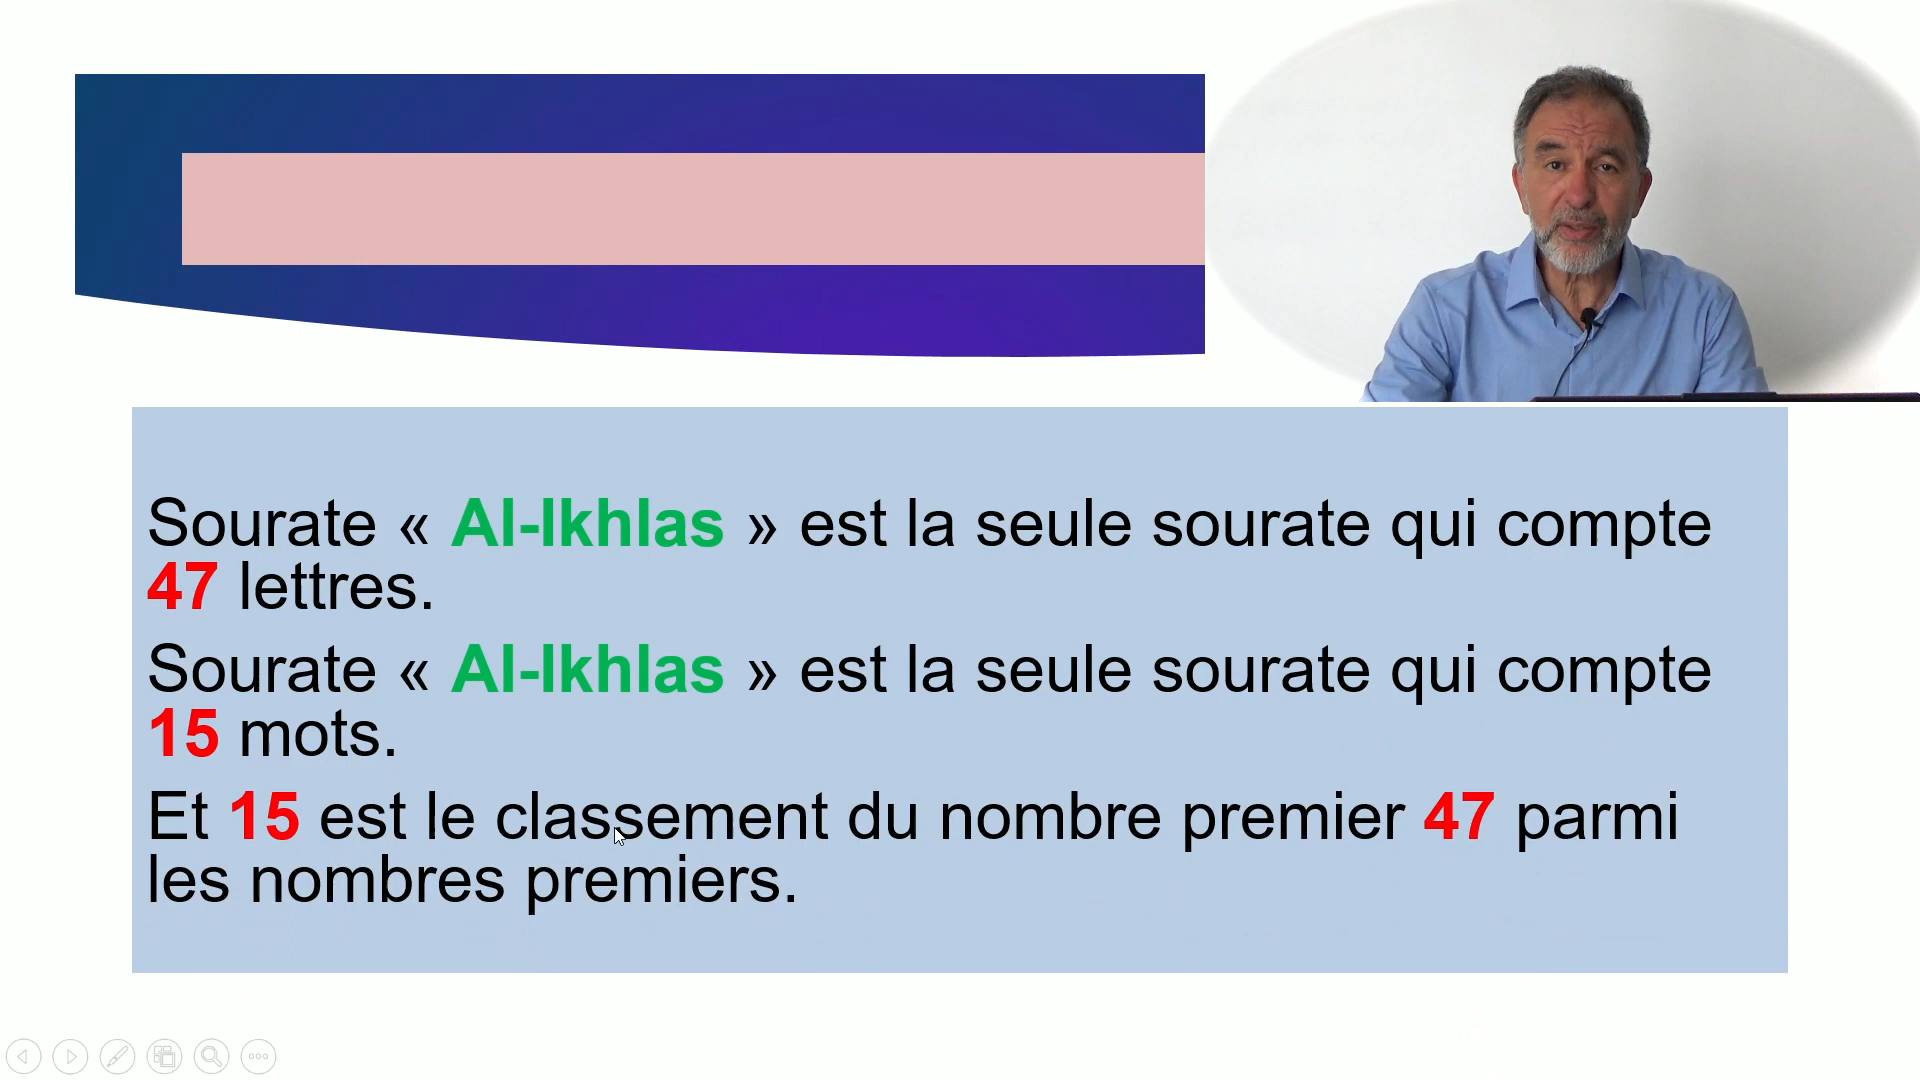 Sourate « Al-Ikhlas » est la seule sourate qui compte
47 lettres.
Sourate « Al-Ikhlas » est la seule sourate qui compte
15 mots.
Et 15 est le classement du nombre premier 47 parmi
les nombres premiers.